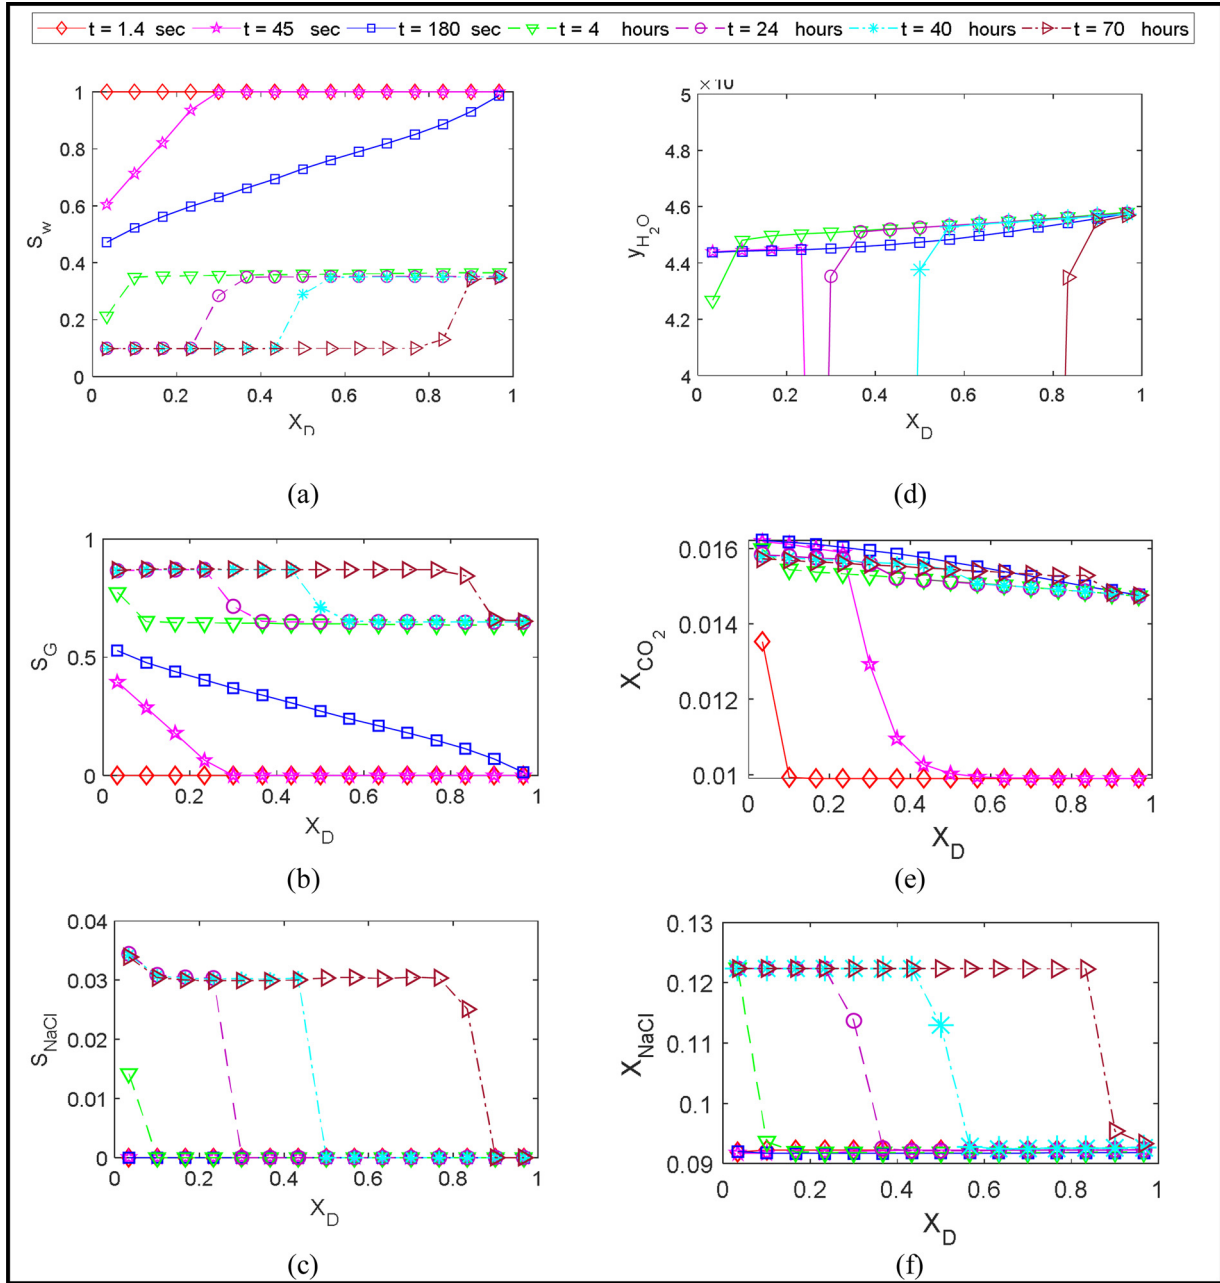 t = 1.4 sec t = 45 sec t = 180 sec t = 4 hours t = 24 hours t = 40 hours t = 70 hours
1
0.8
0.6
0.4
0.2
0
S_w
0 0.2 0.4 0.6 0.8 1
X_D
(a)
× 10
5
4.8
4.6
4.4
4.2
4
y_H₂O
0 0.2 0.4 0.6 0.8 1
X_D
(d)
1
0.5
0
S_G
0 0.2 0.4 0.6 0.8 1
X_D
(b)
0.016
0.014
0.012
0.01
X_CO₂
0 0.2 0.4 0.6 0.8 1
X_D
(e)
0.04
0.03
0.02
0.01
0
S_NaCl
0 0.2 0.4 0.6 0.8 1
X_D
(c)
0.13
0.12
0.11
0.1
0.09
X_NaCl
0 0.2 0.4 0.6 0.8 1
X_D
(f)